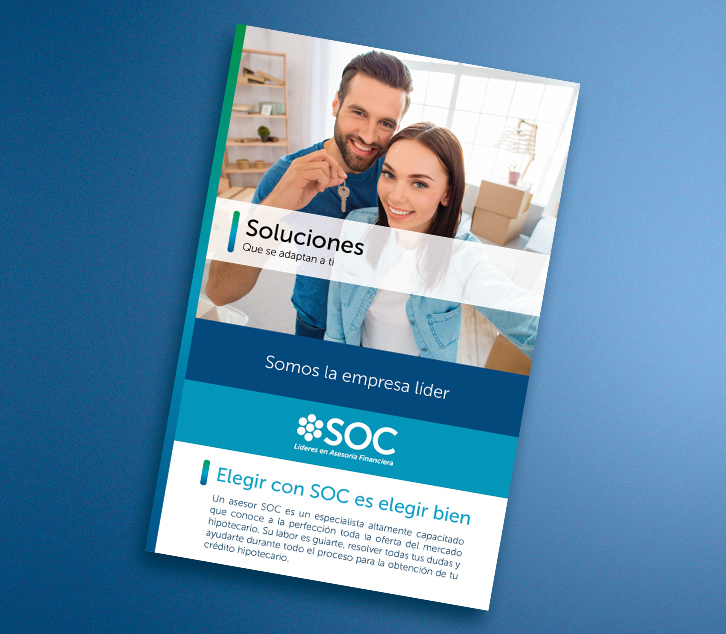 Soluciones
Que se adaptan a ti
Somos la empresa líder
SOC
Líderes en Asesoría Financiera
Elegir con SOC es elegir bien
Un asesor SOC es un especialista altamente capacitado
que conoce a la perfección toda la oferta del mercado
hipotecario. Su labor es guiarte, resolver todas tus dudas y
ayudarte durante todo el proceso para la obtención de tu
crédito hipotecario.